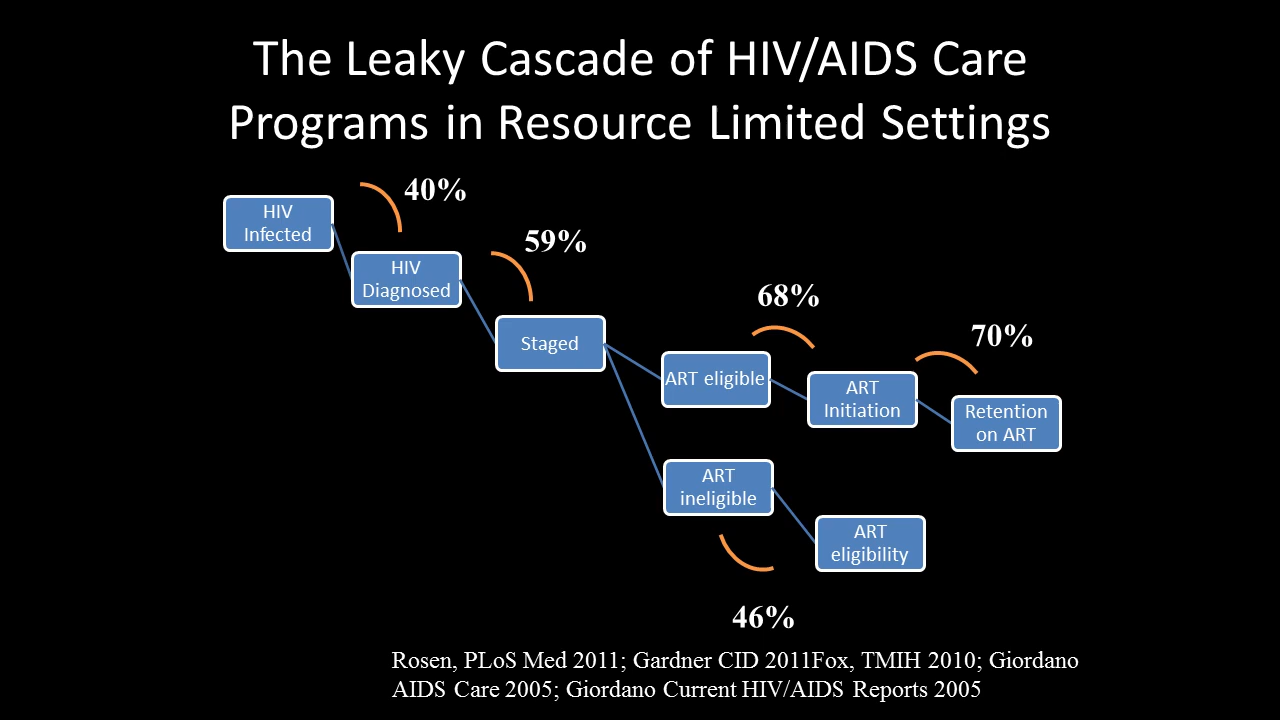 The Leaky Cascade of HIV/AIDS Care
Programs in Resource Limited Settings
40%
HIV
Infected
59%
HIV
Diagnosed
68%
Staged
70%
ART eligible
ART
Initiation
Retention
on ART
ART
ineligible
ART
eligibility
46%
Rosen, PLoS Med 2011; Gardner CID 2011Fox, TMIH 2010; Giordano
AIDS Care 2005; Giordano Current HIV/AIDS Reports 2005